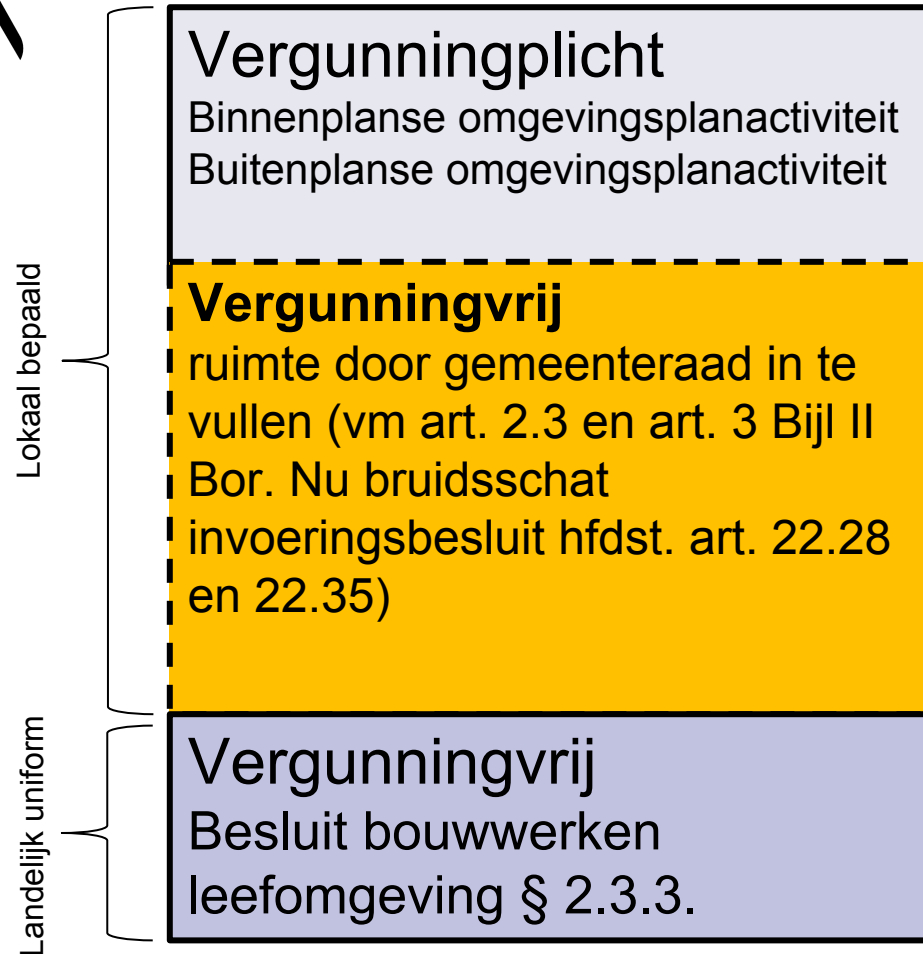 Vergunningplicht
Binnenplanse omgevingsplanactiviteit
Buitenplanse omgevingsplanactiviteit
Lokaal bepaald
Vergunningvrij
ruimte door gemeenteraad in te
vullen (vm art. 2.3 en art. 3 Bijl II
Bor. Nu bruidsschat
invoeringsbesluit hfdst. art. 22.28
en 22.35)
Landelijk uniform
Vergunningvrij
Besluit bouwwerken
leefomgeving § 2.3.3.